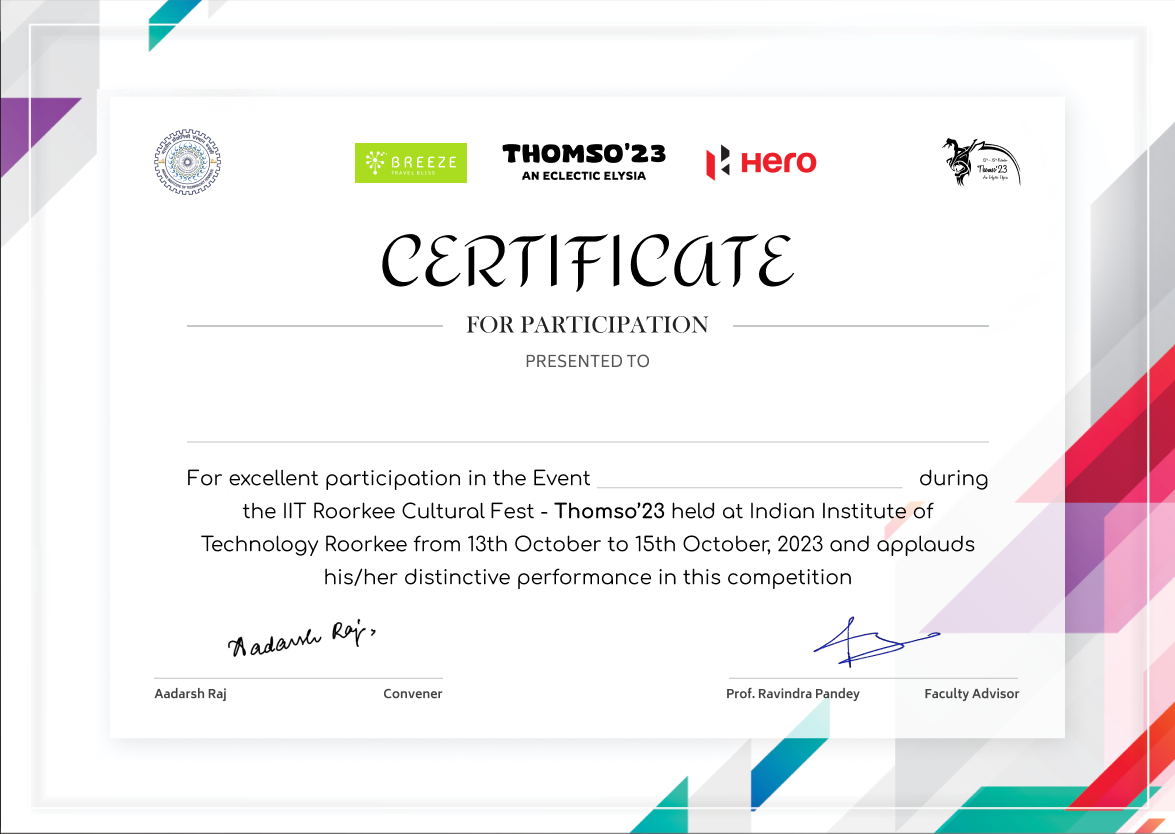 BREEZE
TRAVEL BLISS
THOMSO'23
AN ECLECTIC ELYSIA
Hero
Thomso'23
An Eclectic Elysia
CERTIFICATE
FOR PARTICIPATION
PRESENTED TO
For excellent participation in the Event during
the IIT Roorkee Cultural Fest - Thomso'23 held at Indian Institute of
Technology Roorkee from 13th October to 15th October, 2023 and applauds
his/her distinctive performance in this competition
Aadarsh Raj.
Aadarsh Raj Convener
Prof. Ravindra Pandey Faculty Advisor